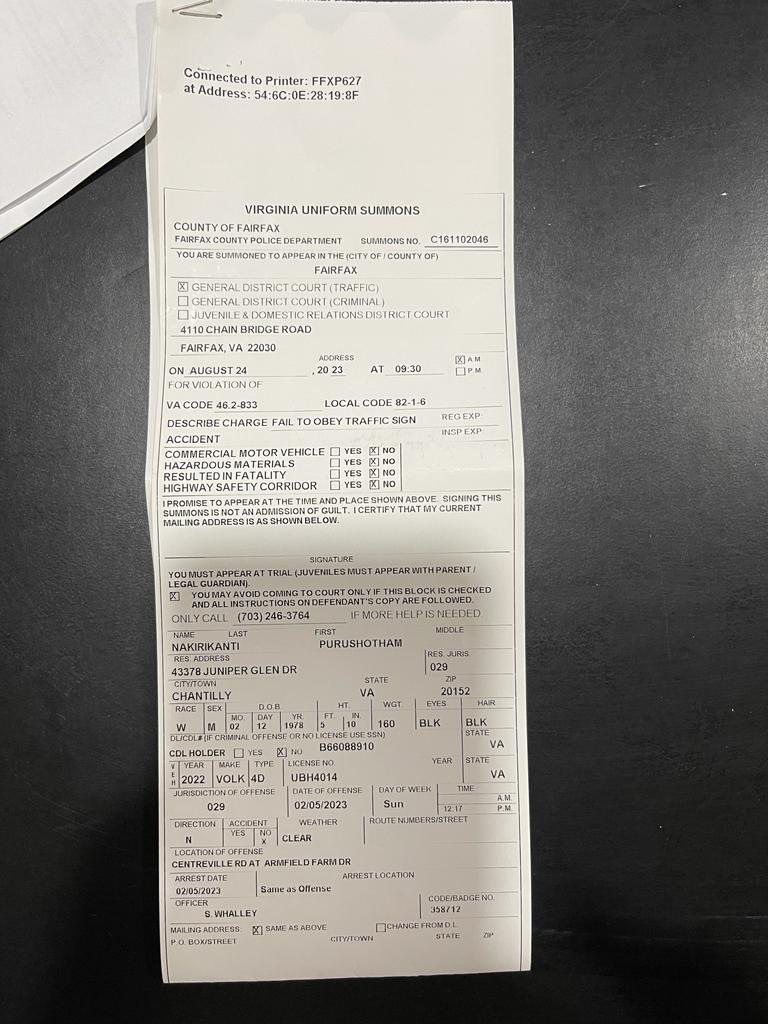 Connected to Printer: FFXP627
at Address: 54:6C:0E:28:19:8F
VIRGINIA UNIFORM SUMMONS
COUNTY OF FAIRFAX
FAIRFAX COUNTY POLICE DEPARTMENT SUMMONS NO. C161102046
YOU ARE SUMMONED TO APPEAR IN THE (CITY OF / COUNTY OF)
FAIRFAX
X GENERAL DISTRICT COURT (TRAFFIC)
GENERAL DISTRICT COURT (CRIMINAL)
JUVENILE & DOMESTIC RELATIONS DISTRICT COURT
4110 CHAIN BRIDGE ROAD
FAIRFAX, VA 22030
ADDRESS
ON AUGUST 24 , 20 23 AT 09:30 X A.M. P.M.
FOR VIOLATION OF
VA CODE 46.2-833 LOCAL CODE 82-1-6
DESCRIBE CHARGE FAIL TO OBEY TRAFFIC SIGN REG EXP:
INSP EXP:
ACCIDENT
COMMERCIAL MOTOR VEHICLE YES X NO
HAZARDOUS MATERIALS YES X NO
RESULTED IN FATALITY YES X NO
HIGHWAY SAFETY CORRIDOR YES X NO
I PROMISE TO APPEAR AT THE TIME AND PLACE SHOWN ABOVE. SIGNING THIS
SUMMONS IS NOT AN ADMISSION OF GUILT. I CERTIFY THAT MY CURRENT
MAILING ADDRESS IS AS SHOWN BELOW.
SIGNATURE
YOU MUST APPEAR AT TRIAL (JUVENILES MUST APPEAR WITH PARENT /
LEGAL GUARDIAN).
X YOU MAY AVOID COMING TO COURT ONLY IF THIS BLOCK IS CHECKED
AND ALL INSTRUCTIONS ON DEFENDANT'S COPY ARE FOLLOWED.
ONLY CALL (703) 246-3764 IF MORE HELP IS NEEDED.
NAME LAST FIRST MIDDLE
NAKIRIKANTI PURUSHOTHAM
RES. ADDRESS RES. JURIS.
43378 JUNIPER GLEN DR 029
CITY/TOWN STATE ZIP
CHANTILLY VA 20152
RACE SEX D.O.B. HT. WGT. EYES HAIR
MO. DAY YR. FT. IN.
W M 02 12 1978 5 10 160 BLK BLK
DL/CDL# (IF CRIMINAL OFFENSE OR NO LICENSE USE SSN) STATE
CDL HOLDER YES X NO B66088910 VA
VEH YEAR MAKE TYPE LICENSE NO. YEAR STATE
2022 VOLK 4D UBH4014 VA
JURISDICTION OF OFFENSE DATE OF OFFENSE DAY OF WEEK TIME
029 02/05/2023 Sun 12:17 A.M. P.M.
DIRECTION ACCIDENT WEATHER ROUTE NUMBERS/STREET
YES NO
N X CLEAR
LOCATION OF OFFENSE
CENTREVILLE RD AT ARMFIELD FARM DR
ARREST DATE ARREST LOCATION
02/05/2023 Same as Offense
OFFICER CODE/BADGE NO.
S. WHALLEY 358712
MAILING ADDRESS: X SAME AS ABOVE CHANGE FROM D.L.
P.O. BOX/STREET CITY/TOWN STATE ZIP